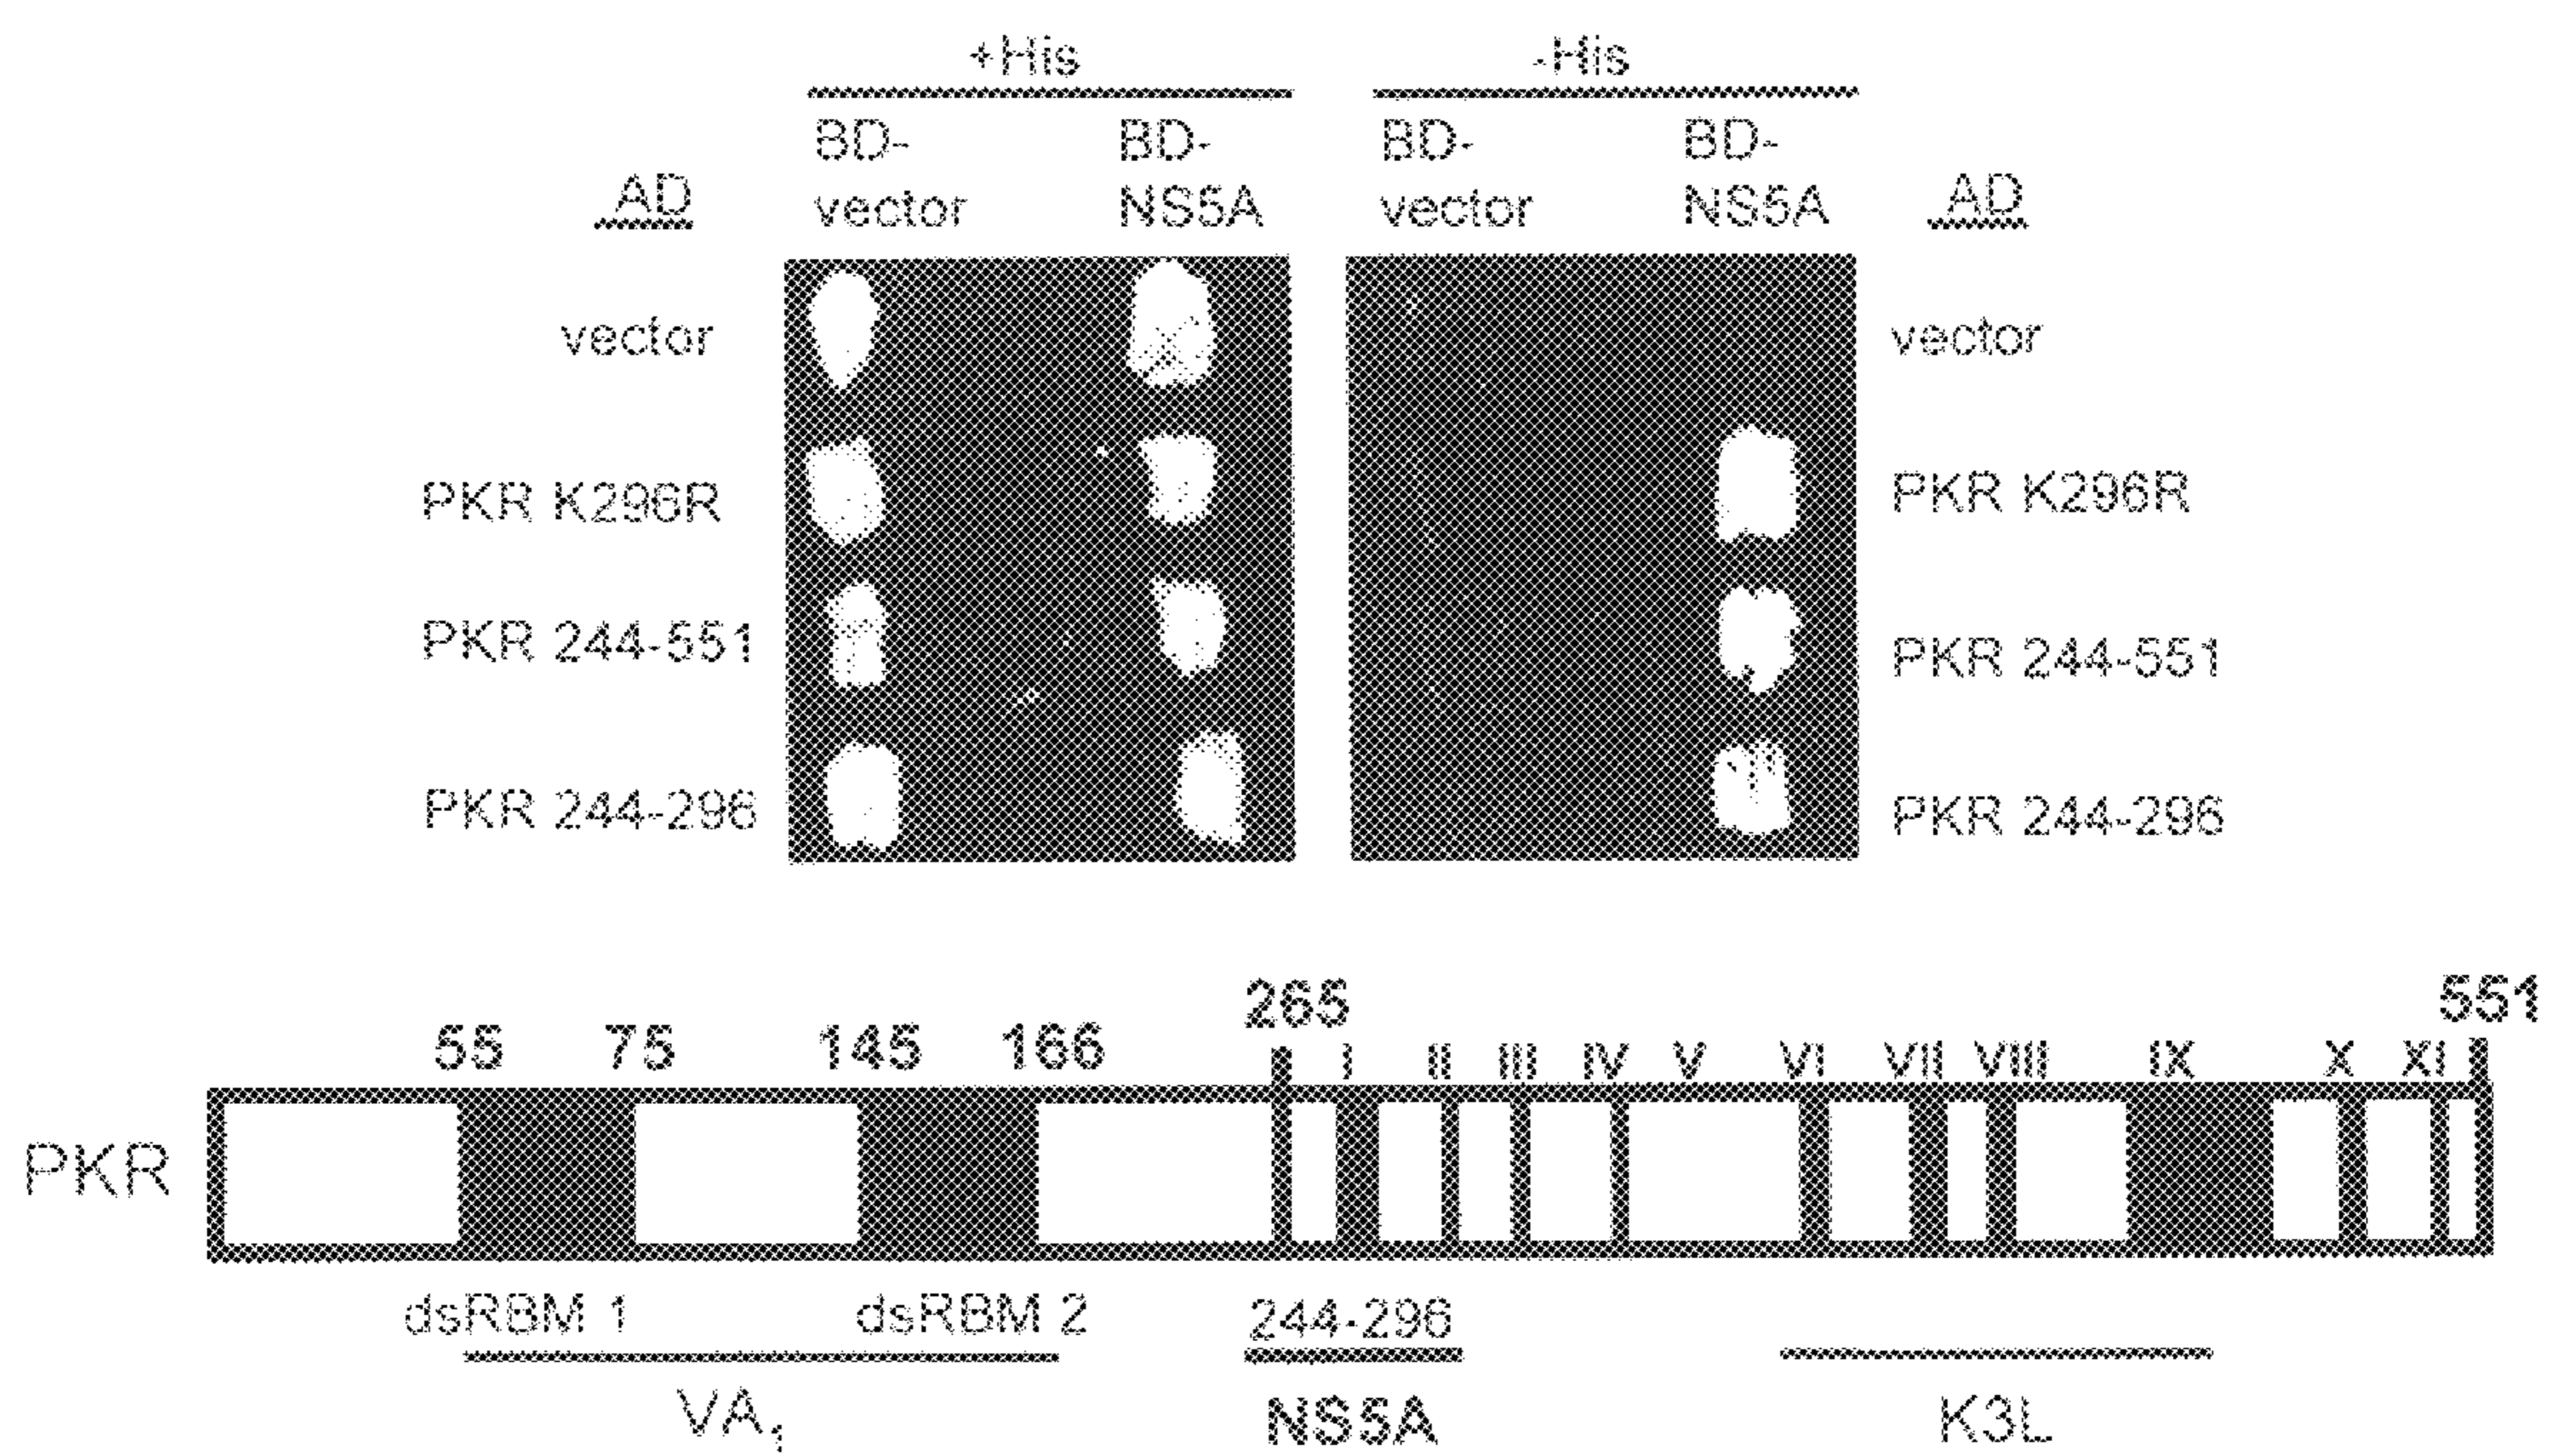 +His -His
BD- BD- BD- BD-
AD vector NS5A vector NS5A AD
vector vector
PKR K296R PKR K296R
PKR 244-551 PKR 244-551
PKR 244-296 PKR 244-296
265 551
55 75 145 166 I II III IV V VI VII VIII IX X XI
PKR
dsRBM 1 dsRBM 2 244-296
VA1 NS5A K3L